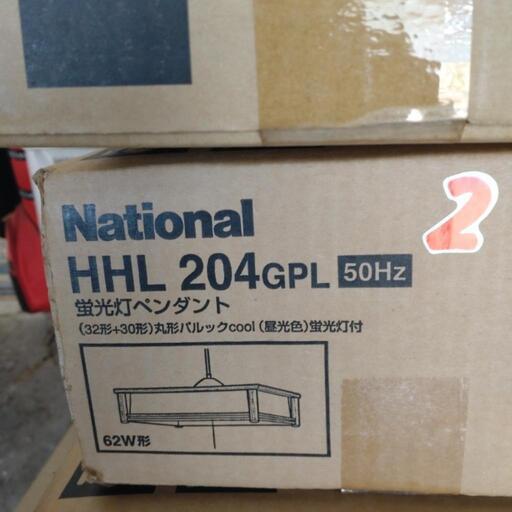 National
2
HHL 204GPL 50Hz
蛍光灯ペンダント
(32形+30形)丸形パルックcool(昼光色)蛍光灯付
62W形